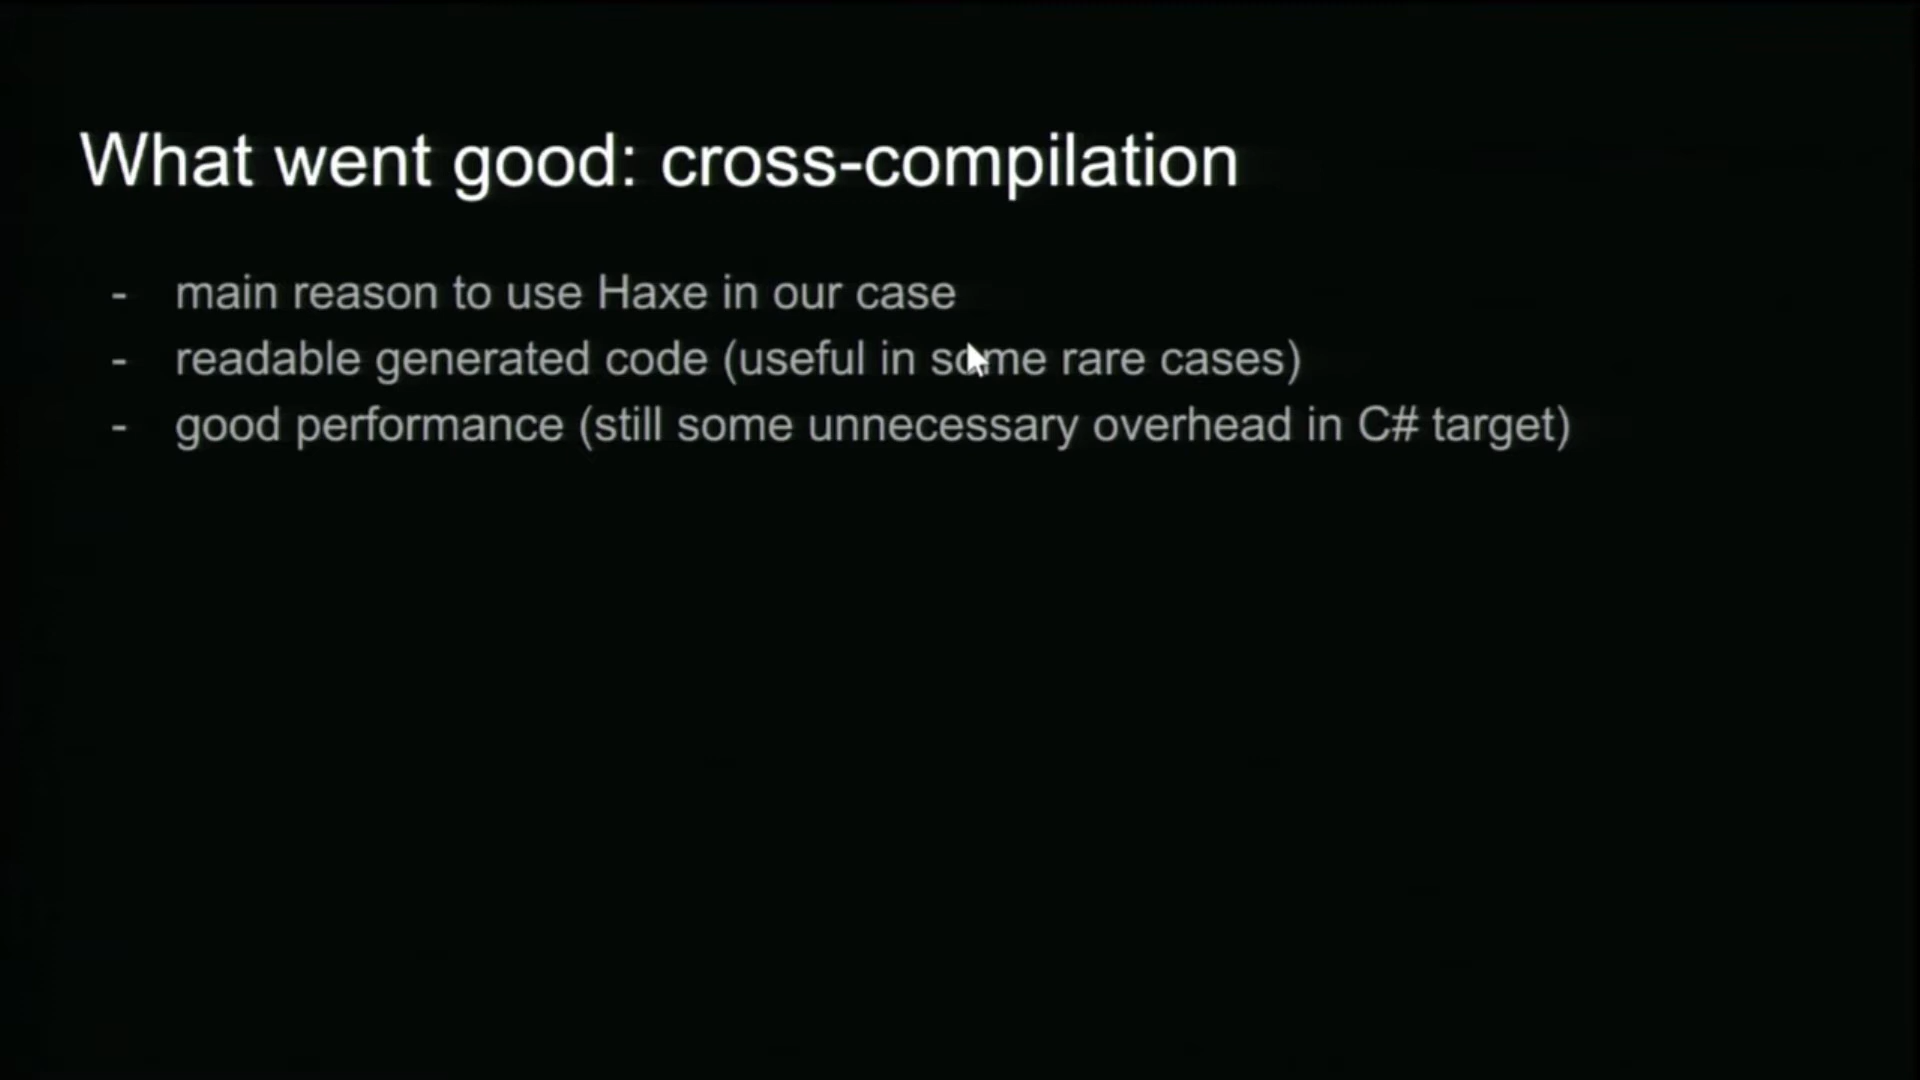 What went good: cross-compilation
- main reason to use Haxe in our case
- readable generated code (useful in some rare cases)
- good performance (still some unnecessary overhead in C# target)